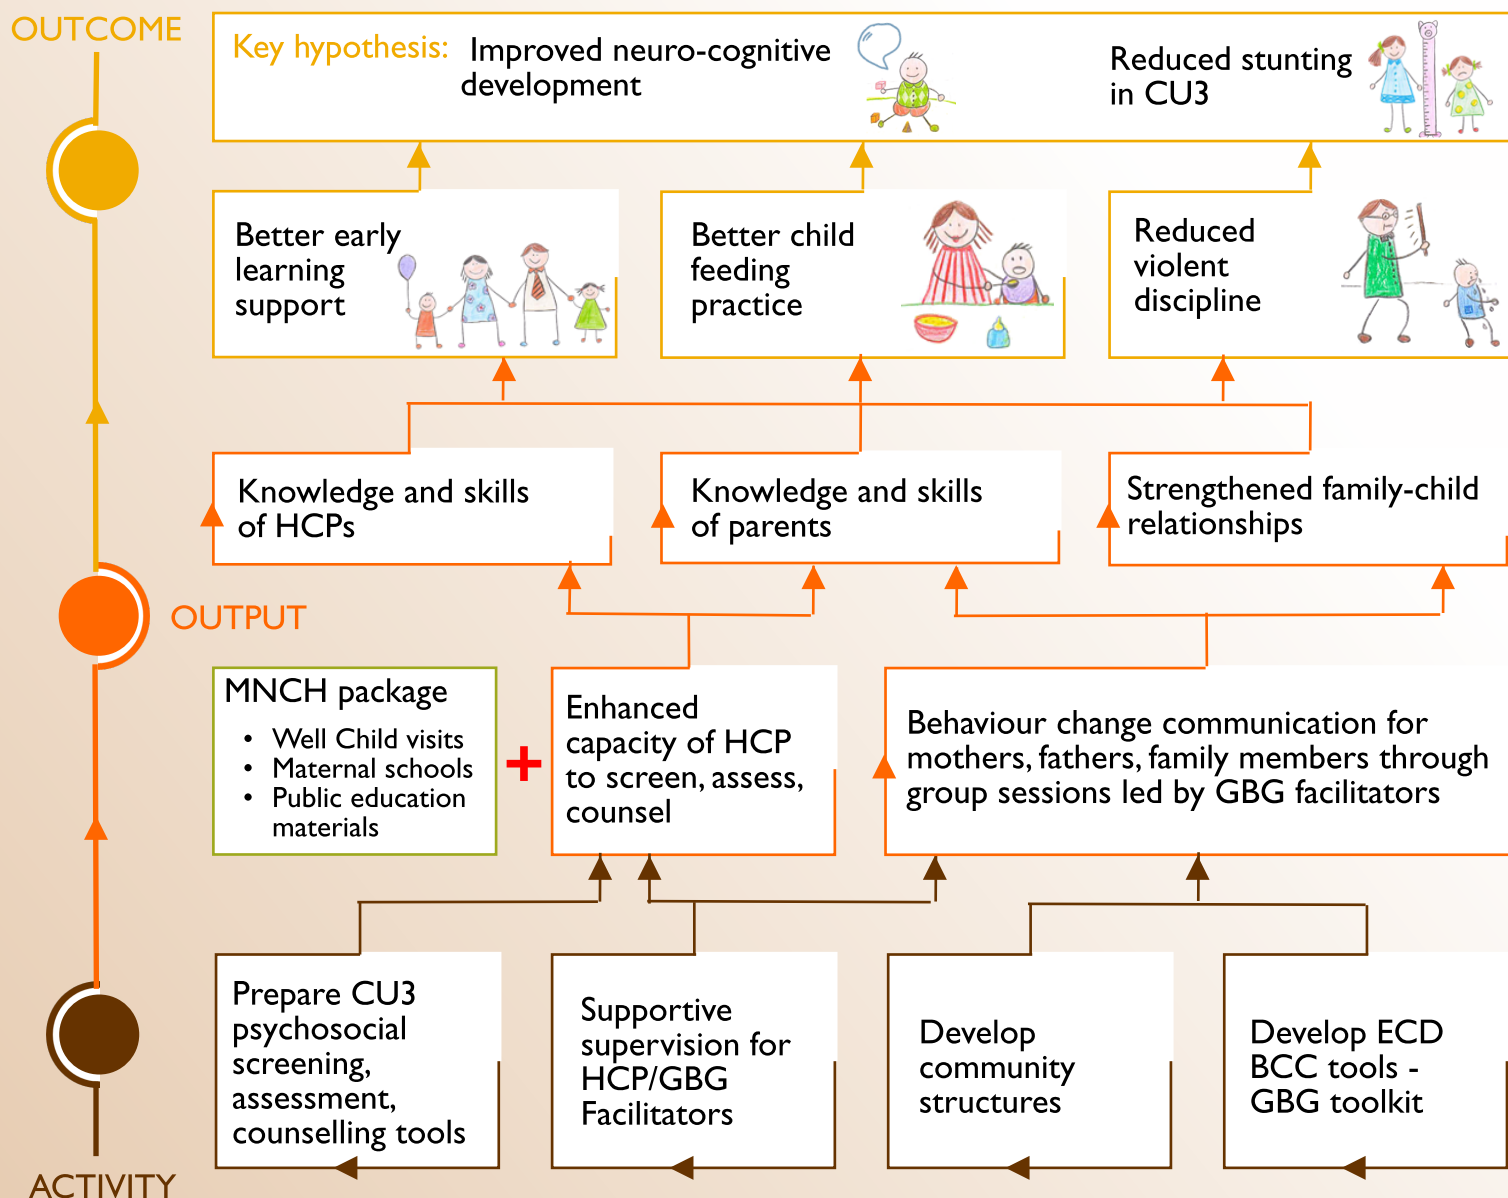 OUTCOME
Key hypothesis: Improved neuro-cognitive
development
Reduced stunting
in CU3
Better early
learning
support
Better child
feeding
practice
Reduced
violent
discipline
Knowledge and skills
of HCPs
Knowledge and skills
of parents
Strengthened family-child
relationships
OUTPUT
MNCH package
• Well Child visits
• Maternal schools
• Public education
materials
+
Enhanced
capacity of HCP
to screen, assess,
counsel
Behaviour change communication for
mothers, fathers, family members through
group sessions led by GBG facilitators
Prepare CU3
psychosocial
screening,
assessment,
counselling tools
Supportive
supervision for
HCP/GBG
Facilitators
Develop
community
structures
Develop ECD
BCC tools -
GBG toolkit
ACTIVITY